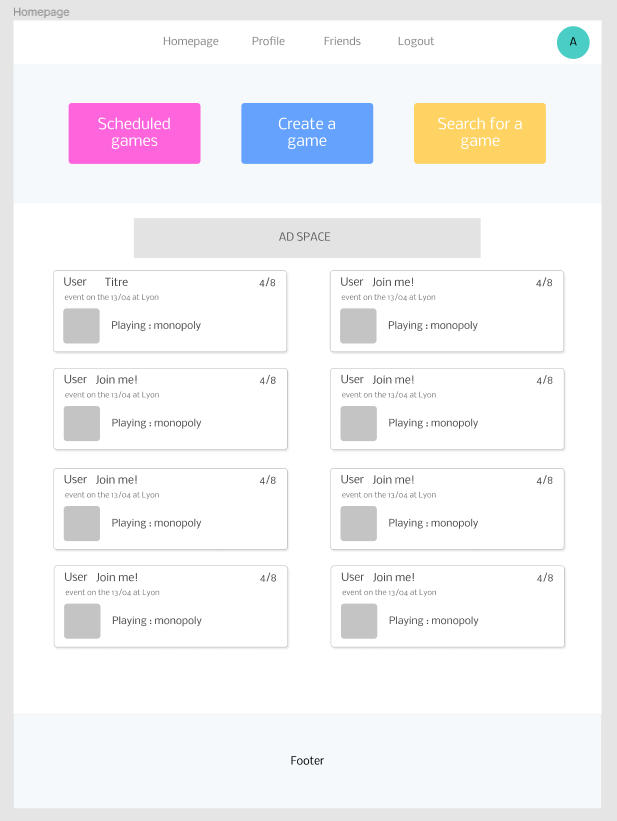 Homepage
Homepage Profile Friends Logout A
Scheduled games
Create a game
Search for a game
AD SPACE
User Titre 4/8
event on the 13/04 at Lyon
Playing : monopoly
User Join me! 4/8
event on the 13/04 at Lyon
Playing : monopoly
User Join me! 4/8
event on the 13/04 at Lyon
Playing : monopoly
User Join me! 4/8
event on the 13/04 at Lyon
Playing : monopoly
User Join me! 4/8
event on the 13/04 at Lyon
Playing : monopoly
User Join me! 4/8
event on the 13/04 at Lyon
Playing : monopoly
User Join me! 4/8
event on the 13/04 at Lyon
Playing : monopoly
User Join me! 4/8
event on the 13/04 at Lyon
Playing : monopoly
Footer